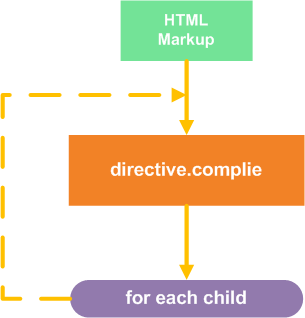 HTML
Markup
directive.complie
for each child